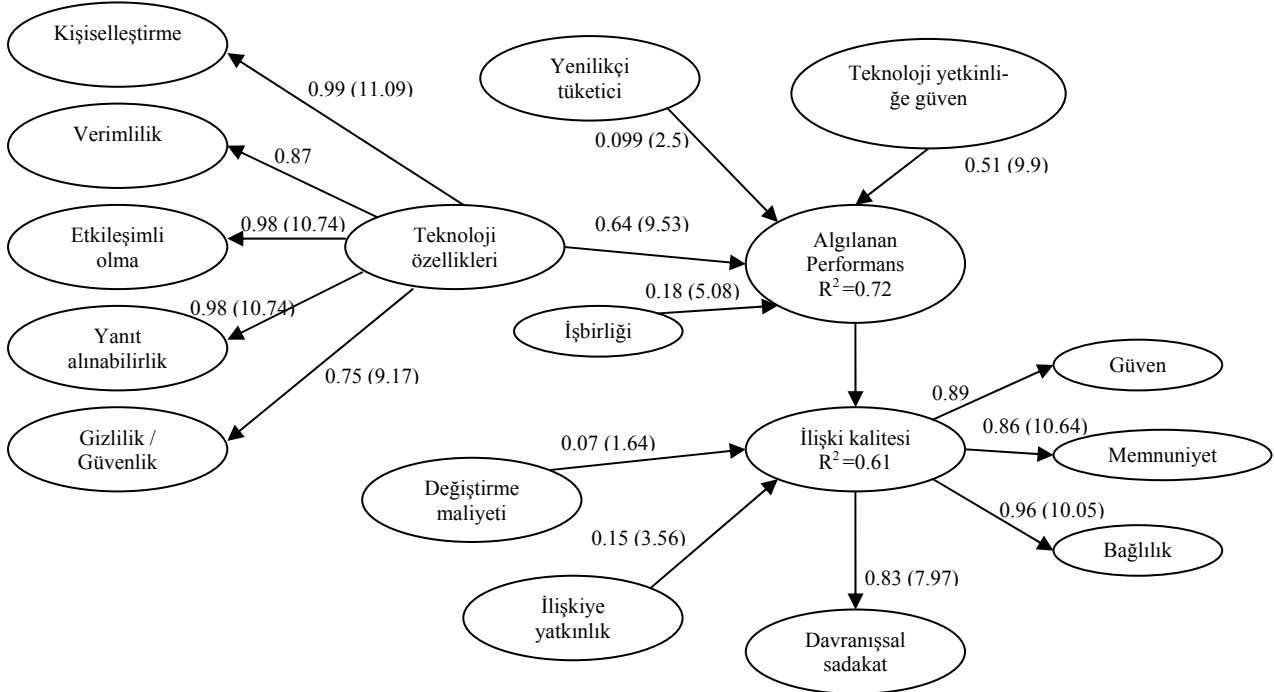 Kişiselleştirme
0.99 (11.09)
Yenilikçi
tüketici
Teknoloji yetkinli-
ğe güven
Verimlilik
0.87
0.099 (2.5)
0.51 (9.9)
Etkileşimli
olma
0.98 (10.74)
Teknoloji
özellikleri
0.64 (9.53)
Algılanan
Performans
R²=0.72
Yanıt
alınabilirlik
0.98 (10.74)
0.18 (5.08)
İşbirliği
0.75 (9.17)
Gizlilik /
Güvenlik
Güven
0.89
İlişki kalitesi
R²=0.61
0.86 (10.64)
Memnuniyet
0.07 (1.64)
Değiştirme
maliyeti
0.96 (10.05)
Bağlılık
0.15 (3.56)
İlişkiye
yatkınlık
0.83 (7.97)
Davranışsal
sadakat